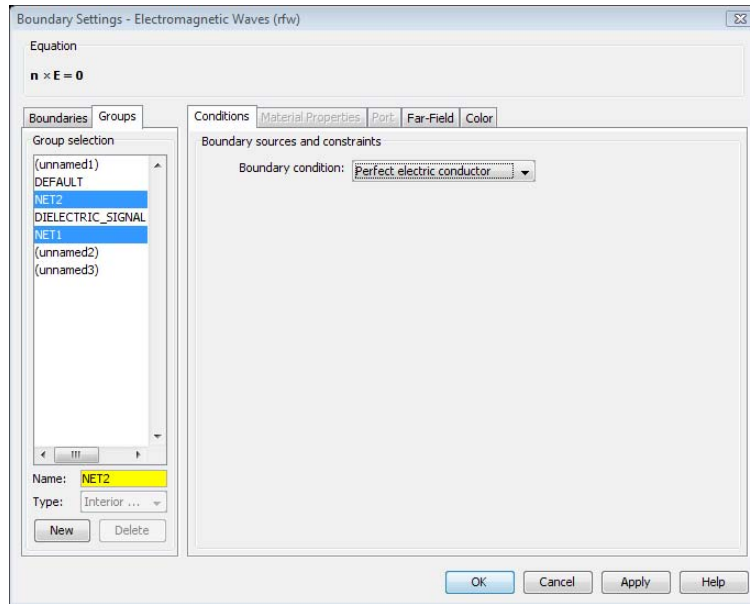 Boundary Settings - Electromagnetic Waves (rfw)
Equation
n × E = 0
Boundaries Groups
Group selection
(unnamed1)
DEFAULT
NET2
DIELECTRIC_SIGNAL
NET1
(unnamed2)
(unnamed3)
Name: NET2
Type: Interior ...
New Delete
Conditions Material Properties Port Far-Field Color
Boundary sources and constraints
Boundary condition: Perfect electric conductor
OK Cancel Apply Help